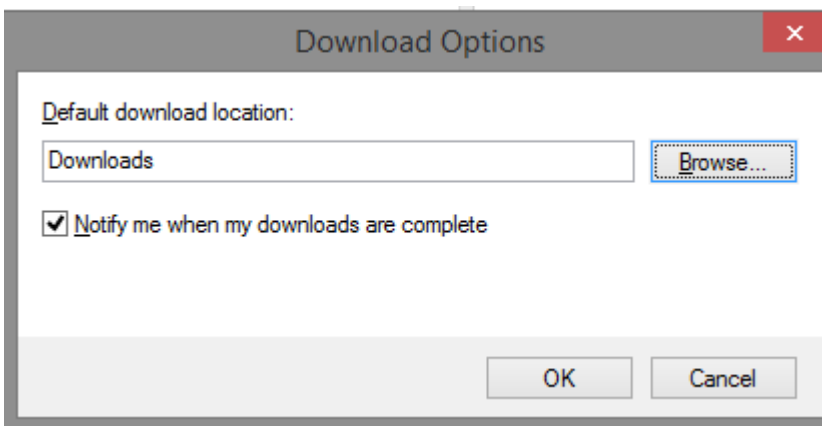 Download Options
Default download location:
Downloads
Browse...
Notify me when my downloads are complete
OK
Cancel